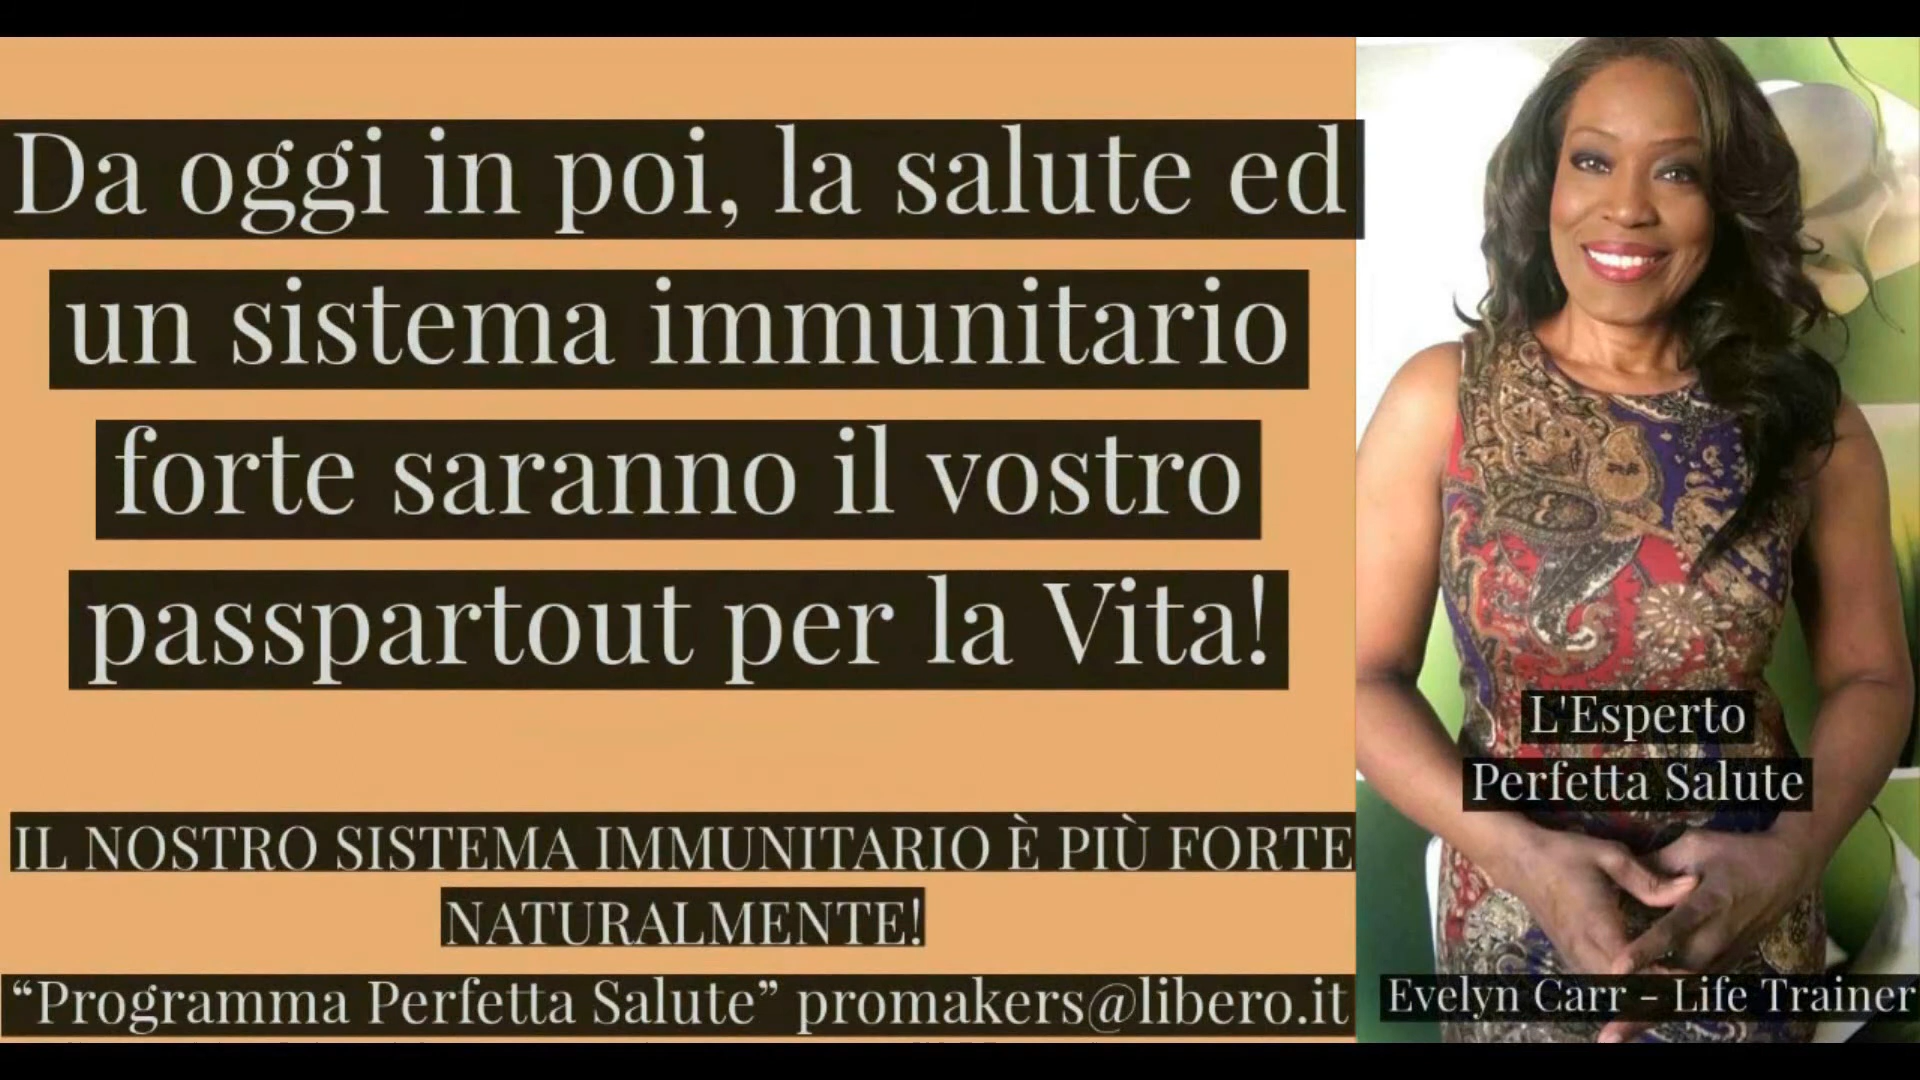 Da oggi in poi, la salute ed
un sistema immunitario
forte saranno il vostro
passpartout per la Vita!
IL NOSTRO SISTEMA IMMUNITARIO È PIÙ FORTE
NATURALMENTE!
“Programma Perfetta Salute” promakers@libero.it
L'Esperto
Perfetta Salute
Evelyn Carr - Life Trainer